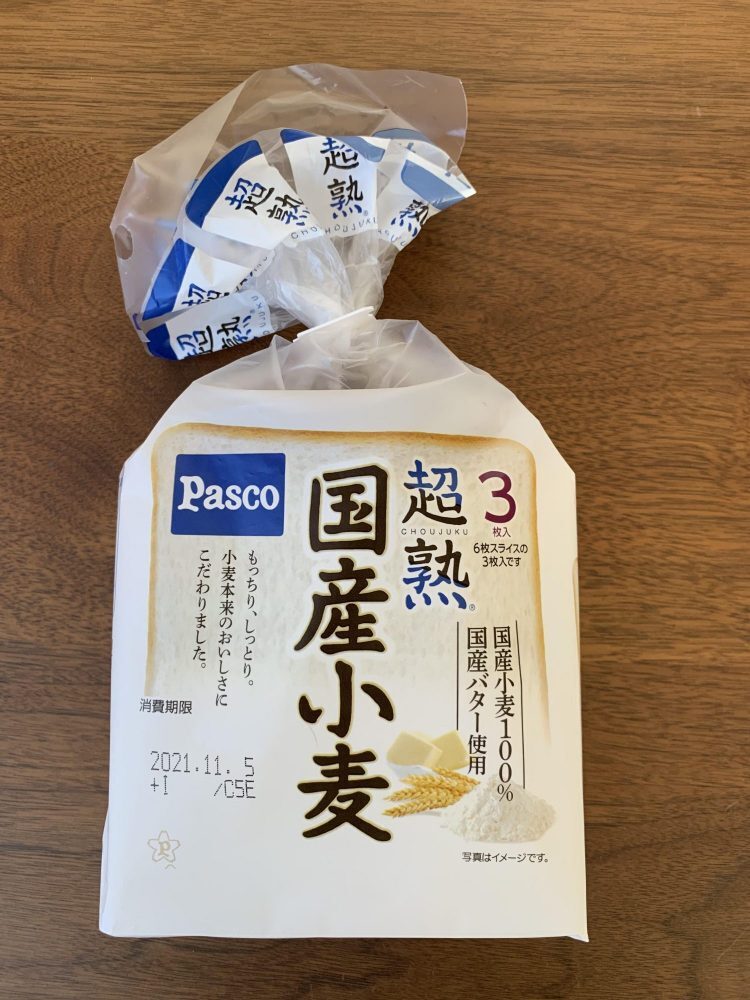 超熟
超熟®
CHOUJUKU
超熟
Pasco
超熟®
CHOUJUKU
国産小麦
3
枚入
6枚スライスの
3枚入です
国産小麦100%
国産バター使用
もっちり、しっとり。
小麦本来のおいしさに
こだわりました。
消費期限
2021.11. 5
+I /C5E
P
写真はイメージです。